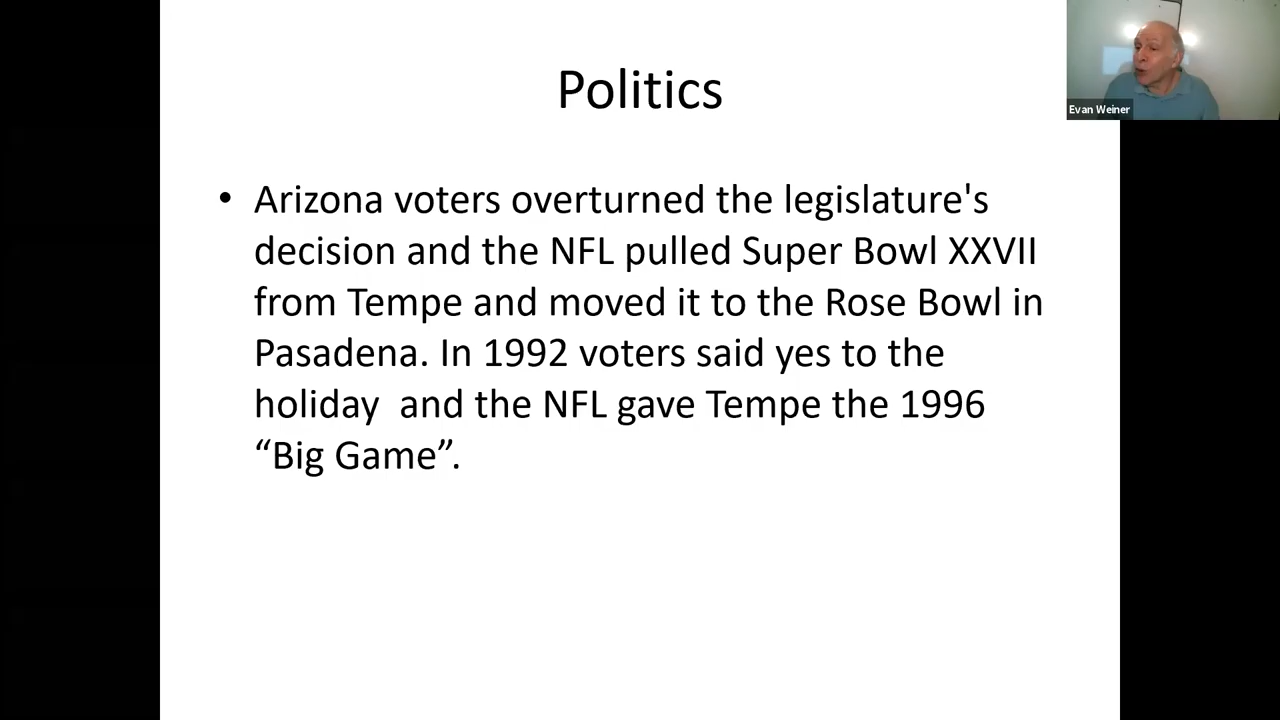 Politics
Evan Weiner
• Arizona voters overturned the legislature's
decision and the NFL pulled Super Bowl XXVII
from Tempe and moved it to the Rose Bowl in
Pasadena. In 1992 voters said yes to the
holiday  and the NFL gave Tempe the 1996
“Big Game”.